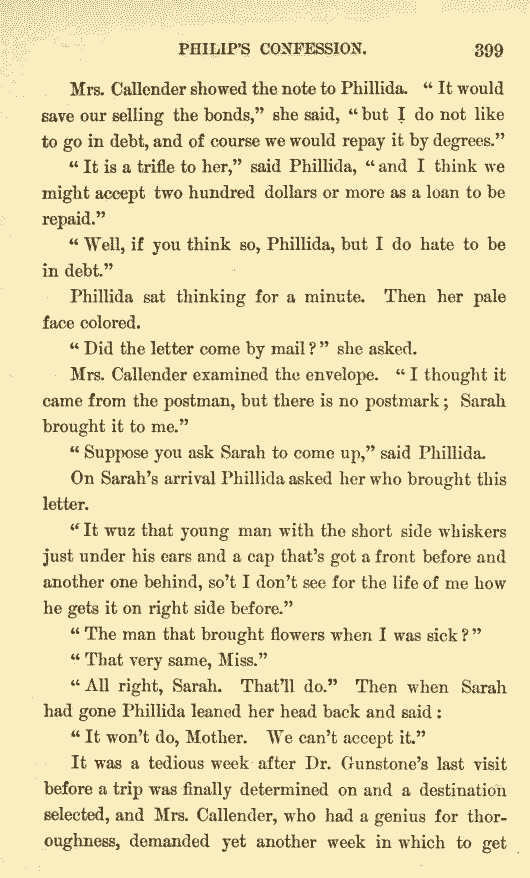 PHILIP'S CONFESSION. 399
Mrs. Callender showed the note to Phillida. "It would
save our selling the bonds," she said, "but I do not like
to go in debt, and of course we would repay it by degrees."
"It is a trifle to her," said Phillida, "and I think we
might accept two hundred dollars or more as a loan to be
repaid."
"Well, if you think so, Phillida, but I do hate to be
in debt."
Phillida sat thinking for a minute. Then her pale
face colored.
"Did the letter come by mail?" she asked.
Mrs. Callender examined the envelope. "I thought it
came from the postman, but there is no postmark; Sarah
brought it to me."
"Suppose you ask Sarah to come up," said Phillida.
On Sarah's arrival Phillida asked her who brought this
letter.
"It wuz that young man with the short side whiskers
just under his ears and a cap that's got a front before and
another one behind, so't I don't see for the life of me how
he gets it on right side before."
"The man that brought flowers when I was sick?"
"That very same, Miss."
"All right, Sarah. That'll do." Then when Sarah
had gone Phillida leaned her head back and said:
"It won't do, Mother. We can't accept it."
It was a tedious week after Dr. Gunstone's last visit
before a trip was finally determined on and a destination
selected, and Mrs. Callender, who had a genius for thor-
oughness, demanded yet another week in which to get